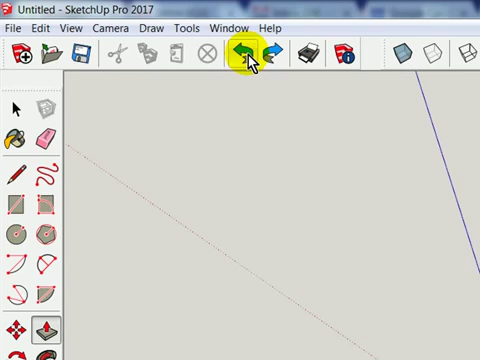 Untitled - SketchUp Pro 2017
File Edit View Camera Draw Tools Window Help